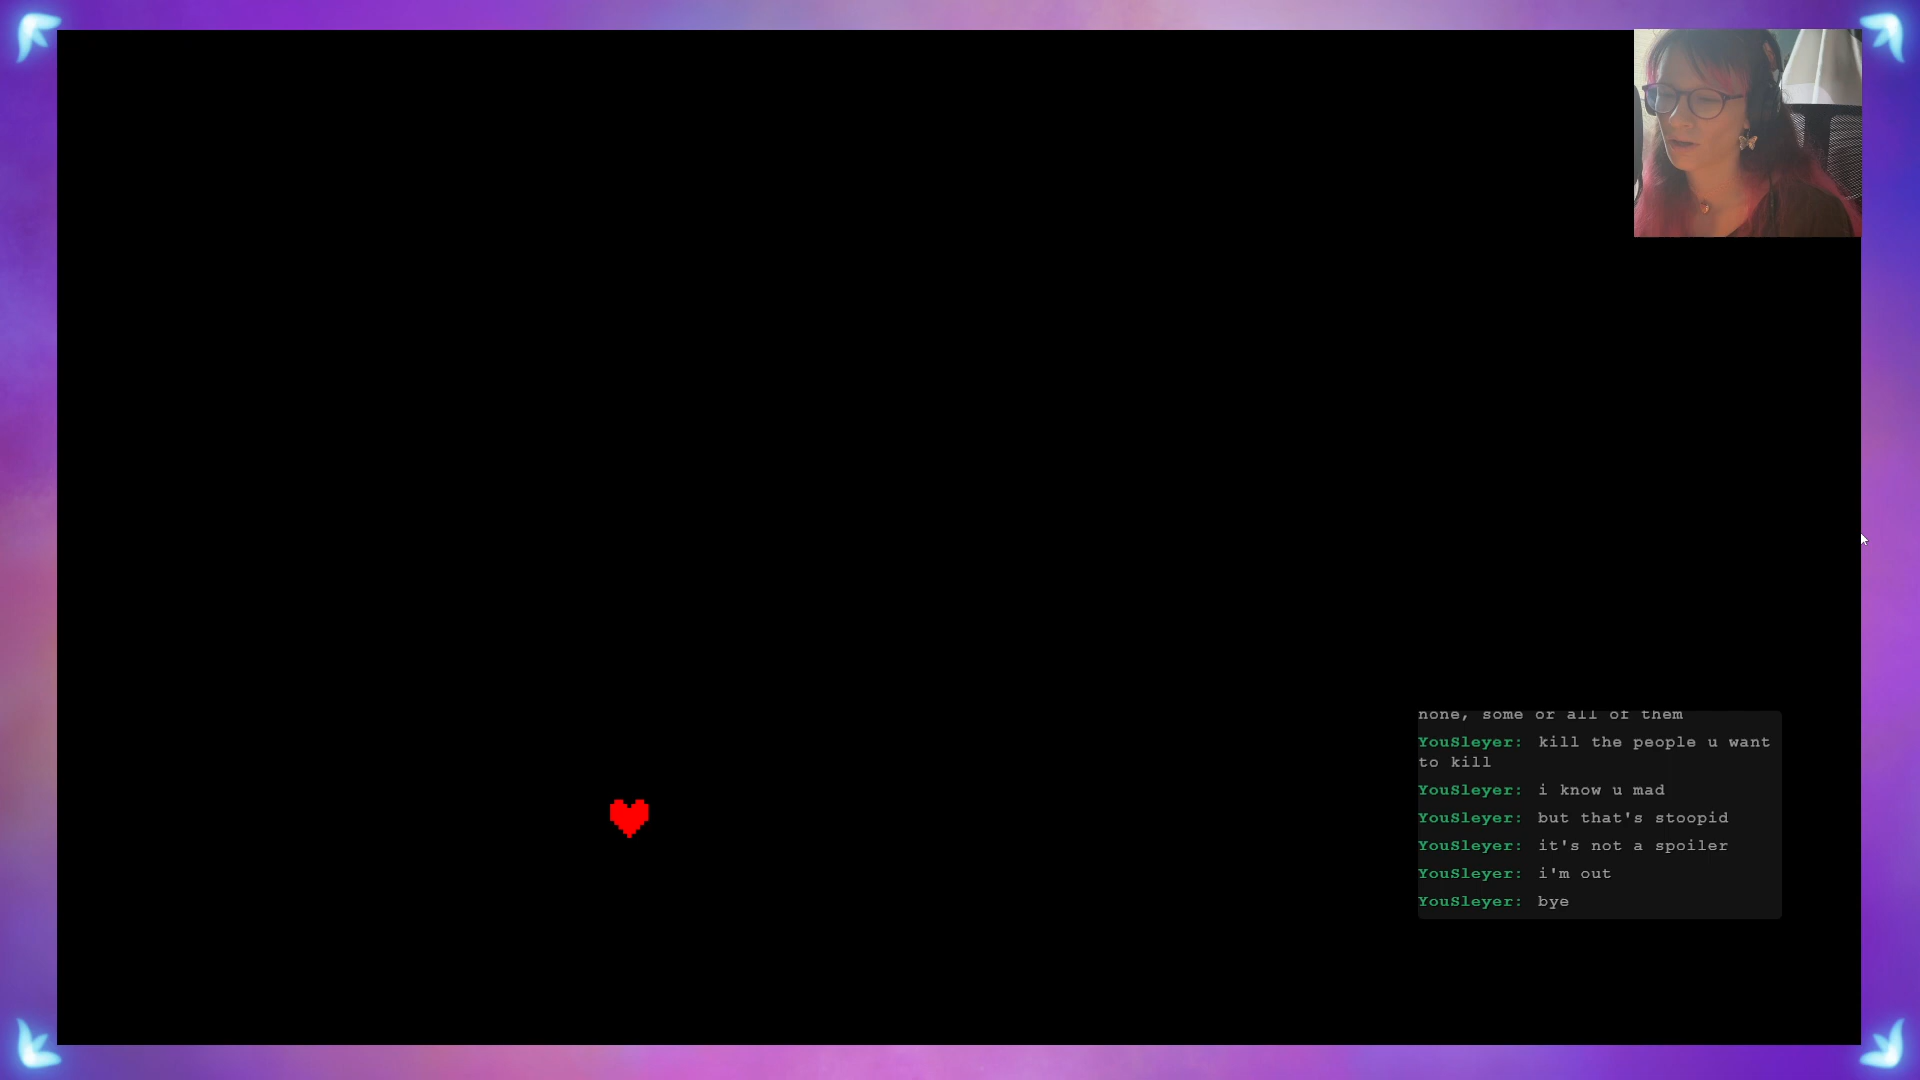 none, some or all of them
YouSleyer: kill the people u want
to kill
YouSleyer: i know u mad
YouSleyer: but that's stoopid
YouSleyer: it's not a spoiler
YouSleyer: i'm out
YouSleyer: bye